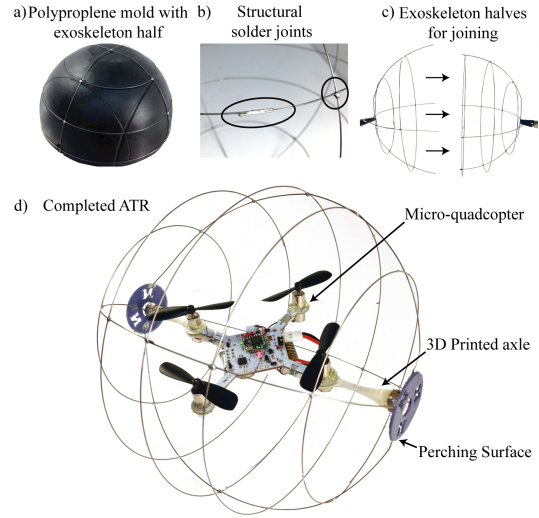 a) Polyproplene mold with
exoskeleton half
b) Structural
solder joints
c) Exoskeleton halves
for joining
d) Completed ATR
Micro-quadcopter
3D Printed axle
Perching Surface